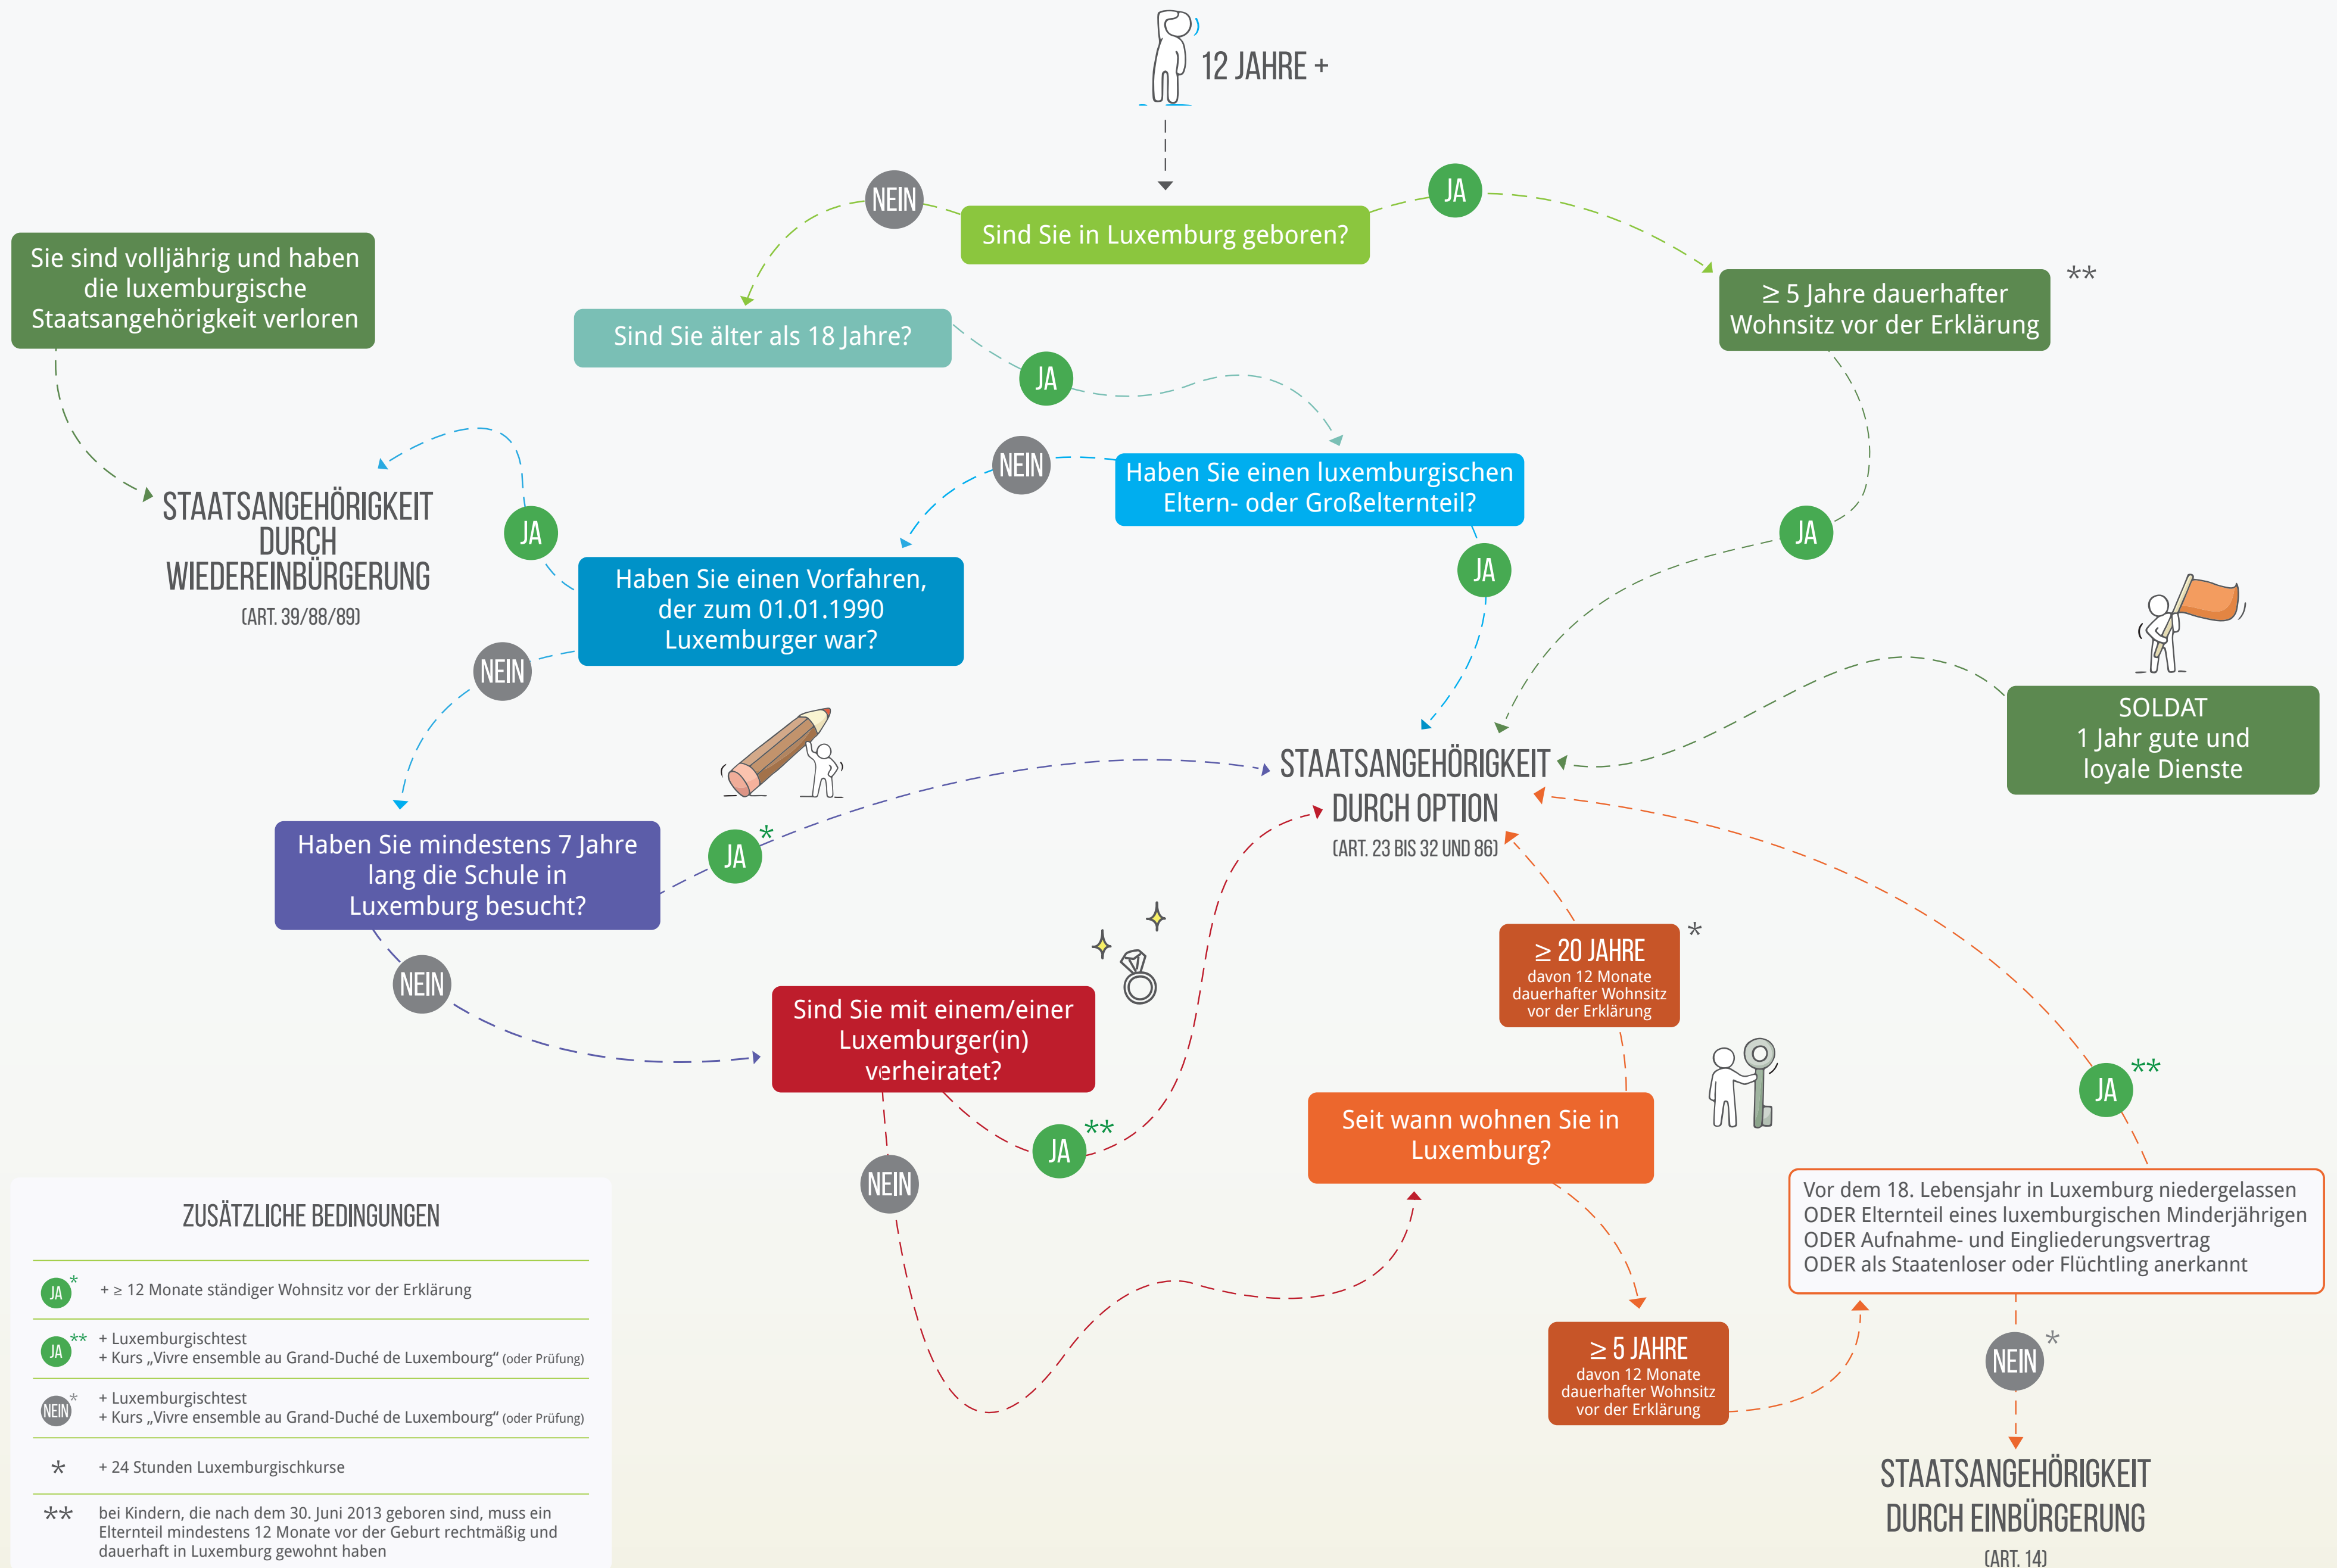 12 JAHRE +
NEIN
JA
Sind Sie in Luxemburg geboren?
Sie sind volljährig und haben
die luxemburgische
Staatsangehörigkeit verloren
≥ 5 Jahre dauerhafter
Wohnsitz vor der Erklärung
**
Sind Sie älter als 18 Jahre?
JA
NEIN
Haben Sie einen luxemburgischen
Eltern- oder Großelternteil?
STAATSANGEHÖRIGKEIT
DURCH
WIEDEREINBÜRGERUNG
(ART. 39/88/89)
JA
JA
JA
Haben Sie einen Vorfahren,
der zum 01.01.1990
Luxemburger war?
NEIN
SOLDAT
1 Jahr gute und
loyale Dienste
STAATSANGEHÖRIGKEIT
DURCH OPTION
(ART. 23 BIS 32 UND 86)
Haben Sie mindestens 7 Jahre
lang die Schule in
Luxemburg besucht?
JA *
NEIN
≥ 20 JAHRE *
davon 12 Monate
dauerhafter Wohnsitz
vor der Erklärung
Sind Sie mit einem/einer
Luxemburger(in)
verheiratet?
JA **
NEIN
Seit wann wohnen Sie in
Luxemburg?
JA **
Vor dem 18. Lebensjahr in Luxemburg niedergelassen
ODER Elternteil eines luxemburgischen Minderjährigen
ODER Aufnahme- und Eingliederungsvertrag
ODER als Staatenloser oder Flüchtling anerkannt
≥ 5 JAHRE
davon 12 Monate
dauerhafter Wohnsitz
vor der Erklärung
NEIN *
STAATSANGEHÖRIGKEIT
DURCH EINBÜRGERUNG
(ART. 14)
ZUSÄTZLICHE BEDINGUNGEN
JA * + ≥ 12 Monate ständiger Wohnsitz vor der Erklärung
JA ** + Luxemburgischtest
+ Kurs „Vivre ensemble au Grand-Duché de Luxembourg“ (oder Prüfung)
NEIN * + Luxemburgischtest
+ Kurs „Vivre ensemble au Grand-Duché de Luxembourg“ (oder Prüfung)
* + 24 Stunden Luxemburgischkurse
** bei Kindern, die nach dem 30. Juni 2013 geboren sind, muss ein
Elternteil mindestens 12 Monate vor der Geburt rechtmäßig und
dauerhaft in Luxemburg gewohnt haben